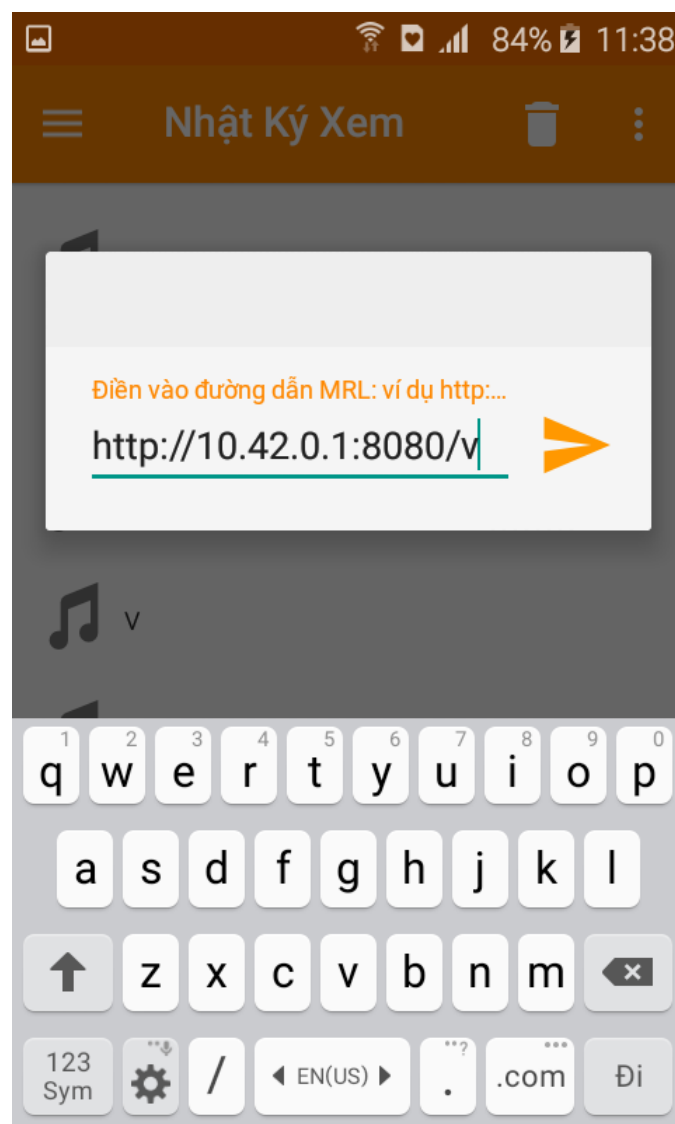 84% 11:38
Nhật Ký Xem
Điền vào đường dẫn MRL: ví dụ http:...
http://10.42.0.1:8080/v
v
1 2 3 4 5 6 7 8 9 0
q w e r t y u i o p
a s d f g h j k l
z x c v b n m
123
Sym
/
EN(US)
?
.
.com
Đi